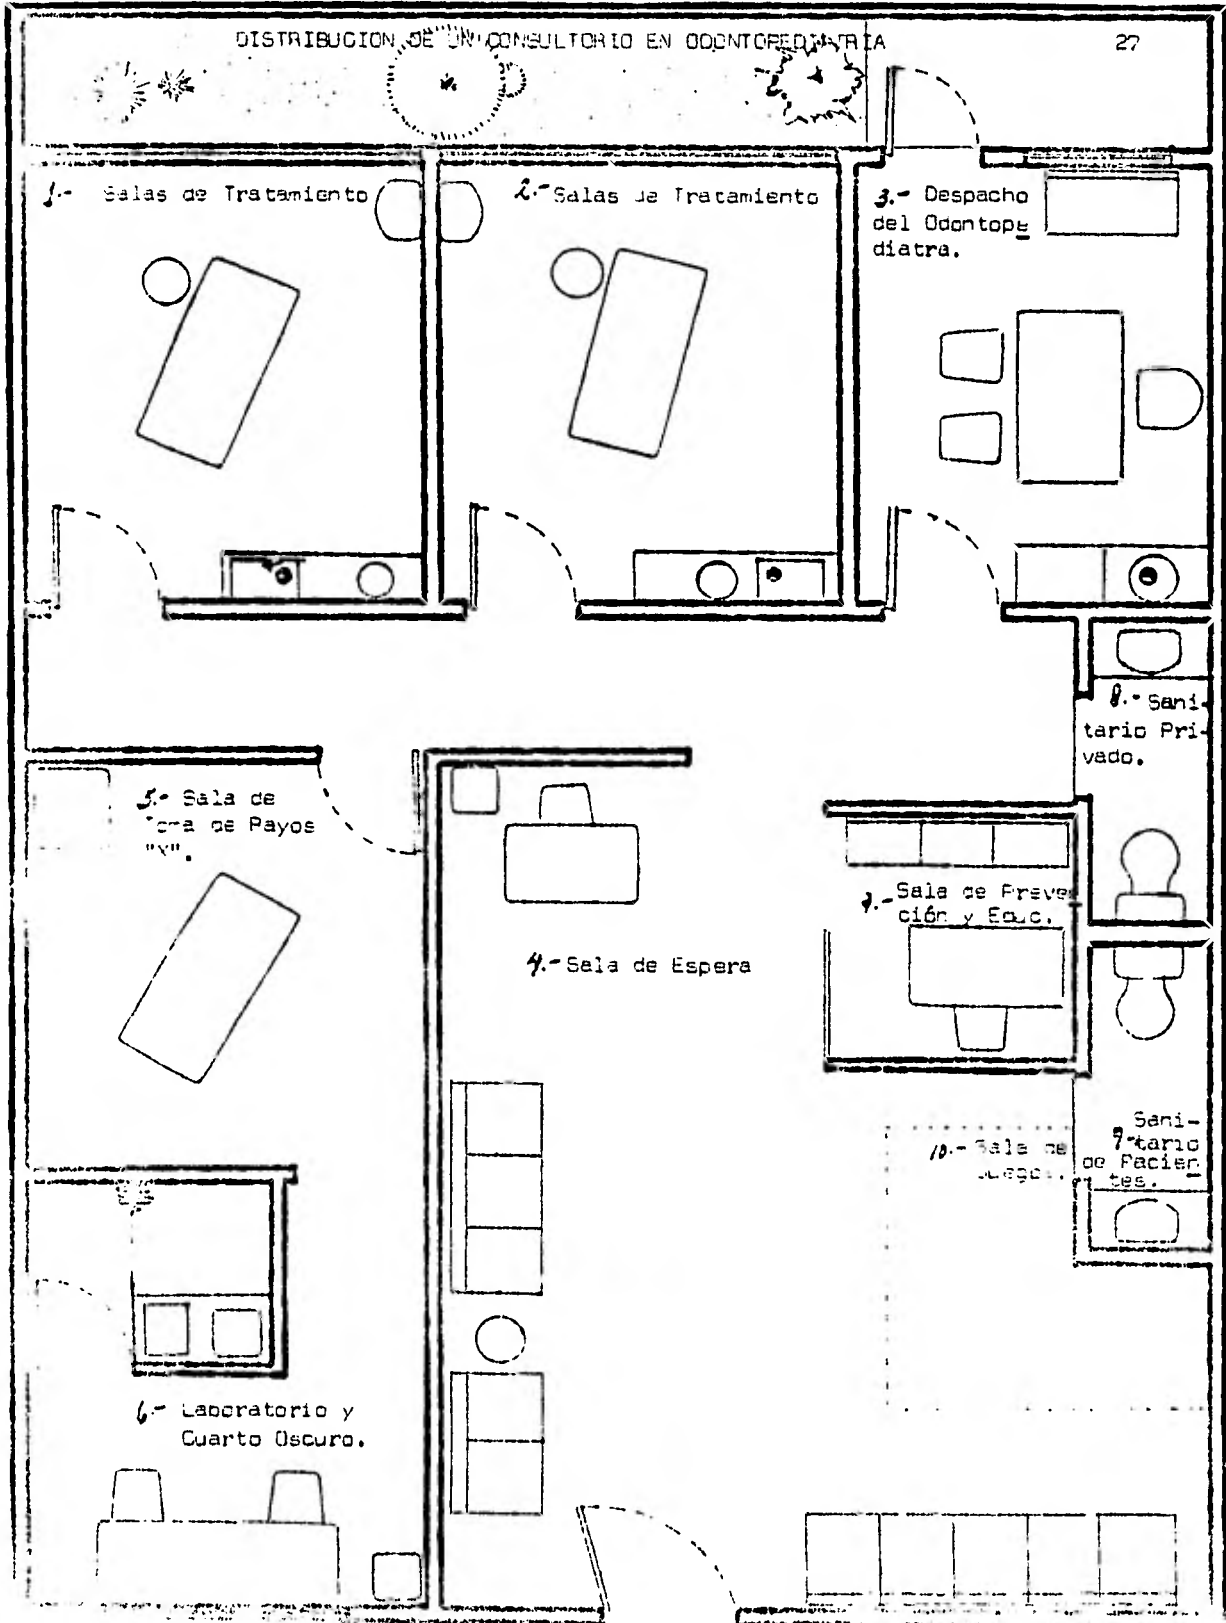 DISTRIBUCION DE UN CONSULTORIO EN ODONTOPEDIATRIA 27
1.- Salas de Tratamiento
2.- Salas de Tratamiento
3.- Despacho
del Odontope
diatra.
8.- Sani-
tario Pri-
vado.
5.- Sala de
Toma de Rayos
"X".
7.- Sala de Preve
ción y Educ.
4.- Sala de Espera
10.- Sala de
Juegos.
9.- Sani-
tario
de Pacien
tes.
6.- Laboratorio y
Cuarto Oscuro.